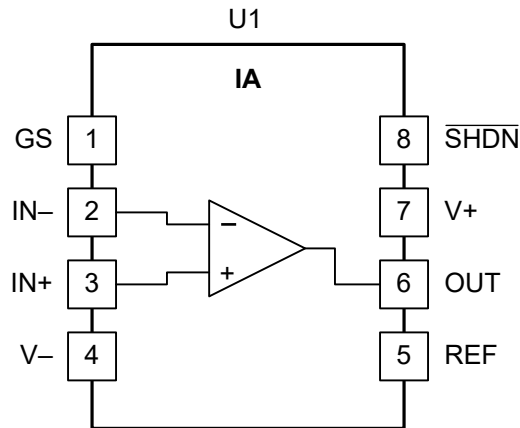 U1
IA
GS 1 8 SHDN
IN– 2 – 7 V+
IN+ 3 + 6 OUT
V– 4 5 REF